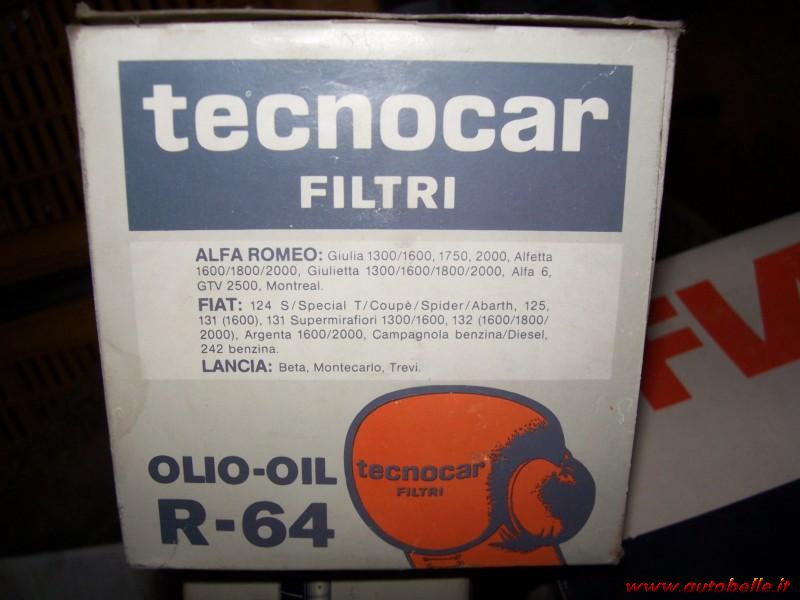 tecnocar
FILTRI
ALFA ROMEO: Giulia 1300/1600, 1750, 2000, Alfetta
1600/1800/2000, Giulietta 1300/1600/1800/2000, Alfa 6,
GTV 2500, Montreal.
FIAT: 124 S/Special T/Coupè/Spider/Abarth, 125,
131 (1600), 131 Supermirafiori 1300/1600, 132 (1600/1800/
2000), Argenta 1600/2000, Campagnola benzina/Diesel,
242 benzina.
LANCIA: Beta, Montecarlo, Trevi.
OLIO-OIL
R-64
tecnocar
FILTRI
www.autobelle.it